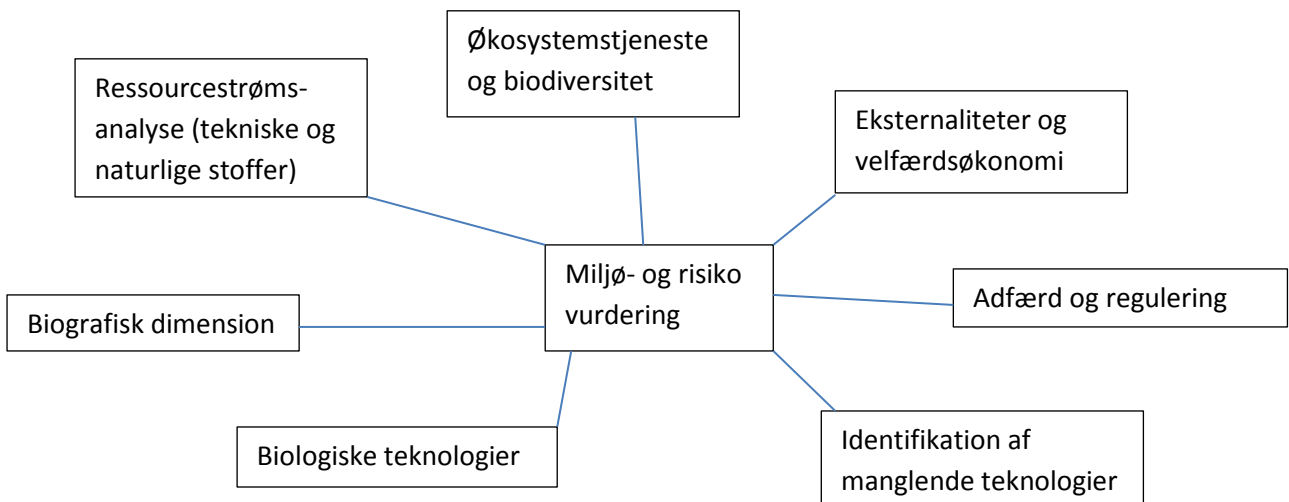 Økosystemstjeneste
og biodiversitet
Ressourcestrøms-
analyse (tekniske og
naturlige stoffer)
Eksternaliteter og
velfærdsøkonomi
Miljø- og risiko
vurdering
Adfærd og regulering
Biografisk dimension
Biologiske teknologier
Identifikation af
manglende teknologier